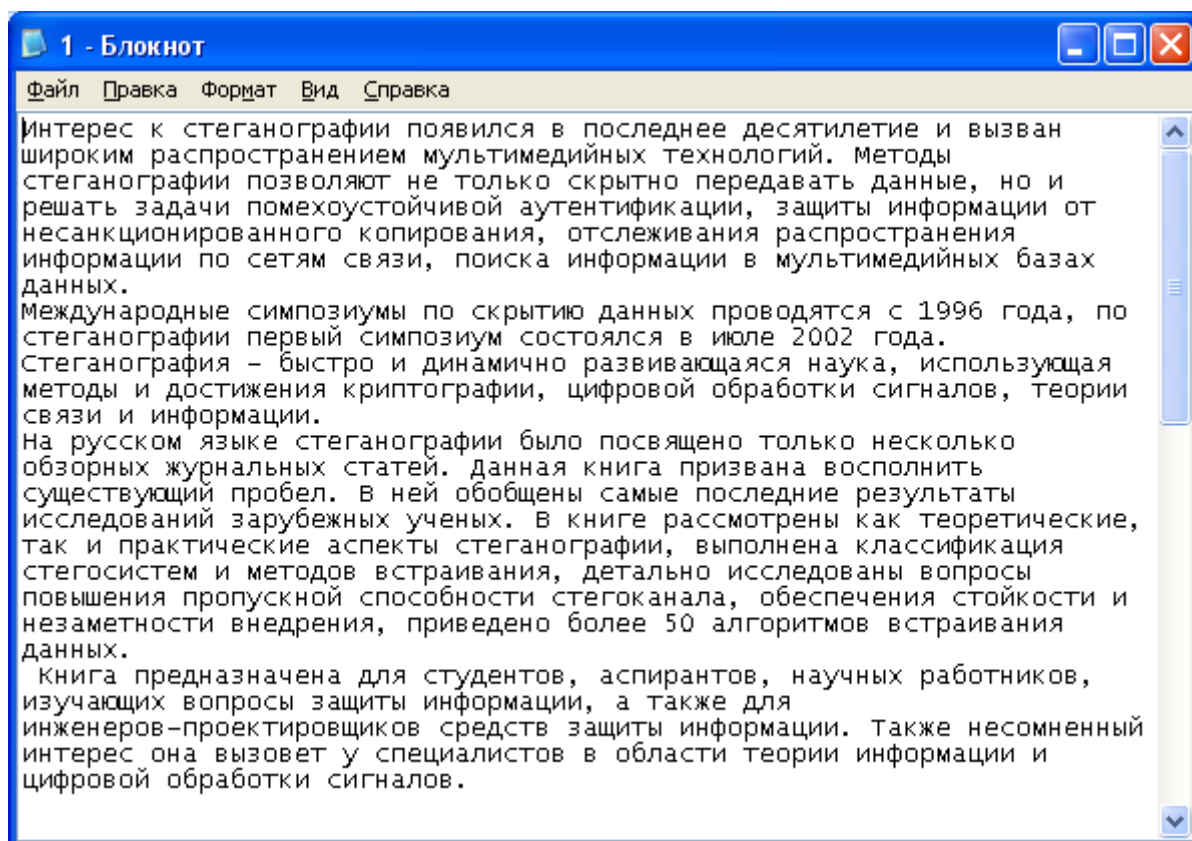 1 - Блокнот
Файл Правка Формат Вид Справка
Интерес к стеганографии появился в последнее десятилетие и вызван
широким распространением мультимедийных технологий. Методы
стеганографии позволяют не только скрытно передавать данные, но и
решать задачи помехоустойчивой аутентификации, защиты информации от
несанкционированного копирования, отслеживания распространения
информации по сетям связи, поиска информации в мультимедийных базах
данных.
Международные симпозиумы по скрытию данных проводятся с 1996 года, по
стеганографии первый симпозиум состоялся в июле 2002 года.
Стеганография – быстро и динамично развивающаяся наука, использующая
методы и достижения криптографии, цифровой обработки сигналов, теории
связи и информации.
На русском языке стеганографии было посвящено только несколько
обзорных журнальных статей. Данная книга призвана восполнить
существующий пробел. В ней обобщены самые последние результаты
исследований зарубежных ученых. В книге рассмотрены как теоретические,
так и практические аспекты стеганографии, выполнена классификация
стегосистем и методов встраивания, детально исследованы вопросы
повышения пропускной способности стегоканала, обеспечения стойкости и
незаметности внедрения, приведено более 50 алгоритмов встраивания
данных.
Книга предназначена для студентов, аспирантов, научных работников,
изучающих вопросы защиты информации, а также для
инженеров-проектировщиков средств защиты информации. Также несомненный
интерес она вызовет у специалистов в области теории информации и
цифровой обработки сигналов.